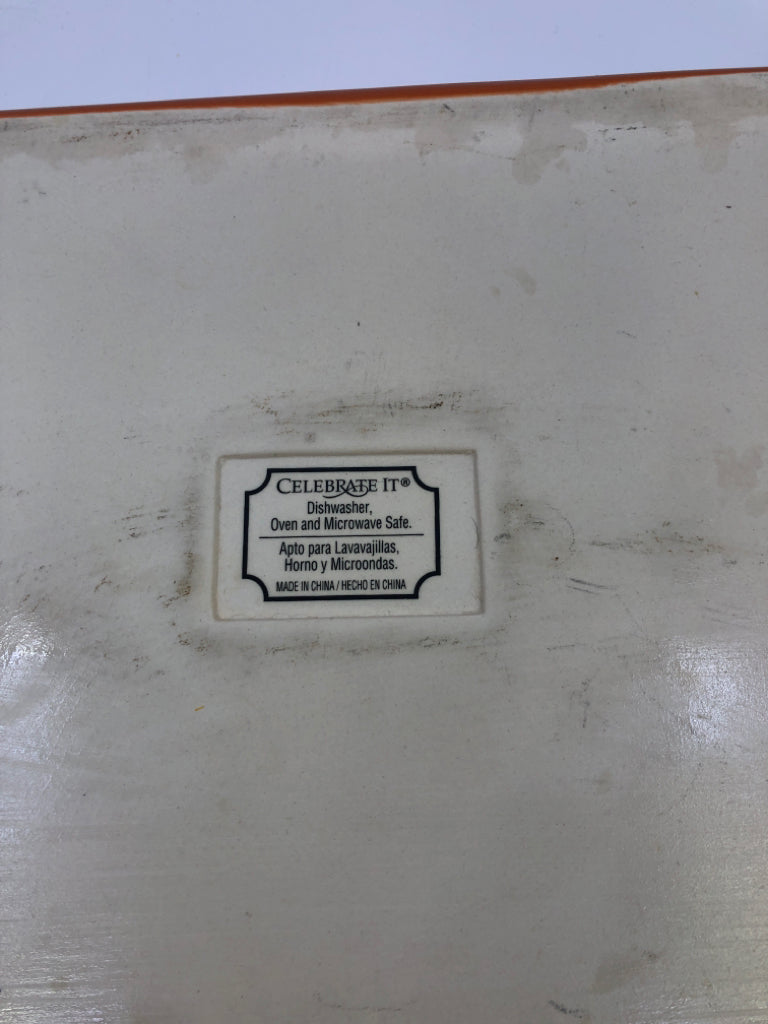 CELEBRATE IT®
Dishwasher,
Oven and Microwave Safe.
Apto para Lavavajillas,
Horno y Microondas.
MADE IN CHINA / HECHO EN CHINA